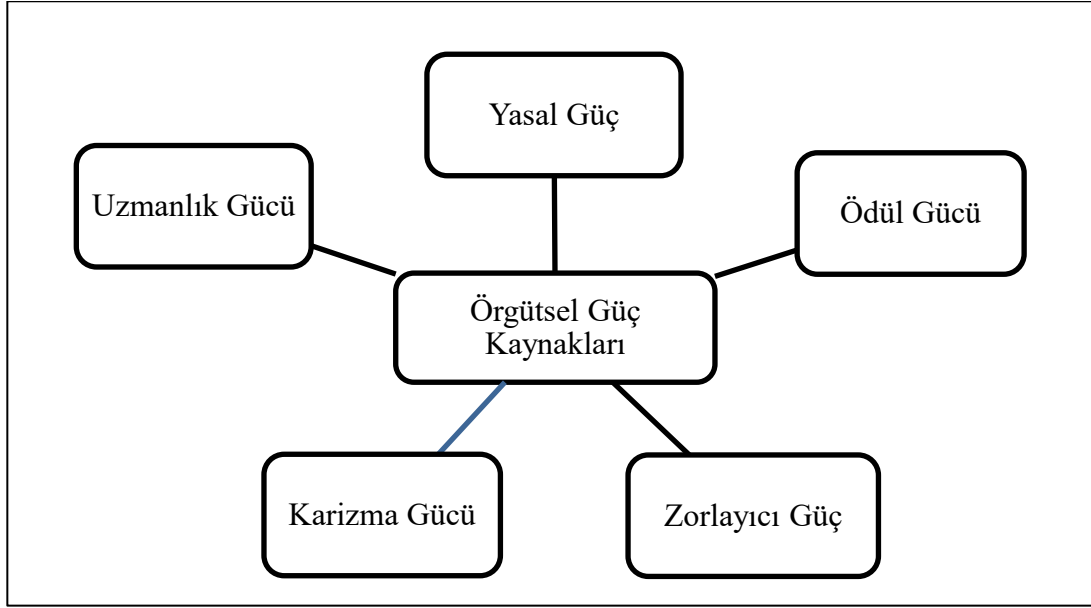 Yasal Güç
Uzmanlık Gücü
Ödül Gücü
Örgütsel Güç
Kaynakları
Karizma Gücü
Zorlayıcı Güç